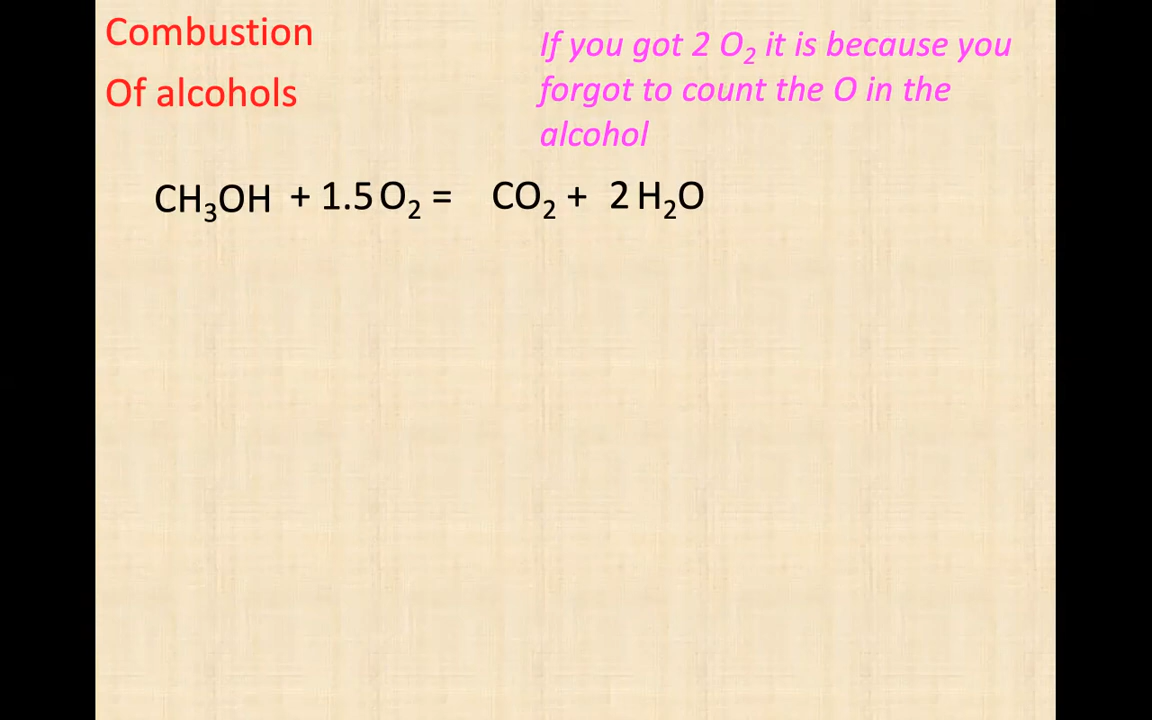 Combustion
Of alcohols
If you got 2 O₂ it is because you
forgot to count the O in the
alcohol
CH₃OH + 1.5 O₂ = CO₂ + 2 H₂O